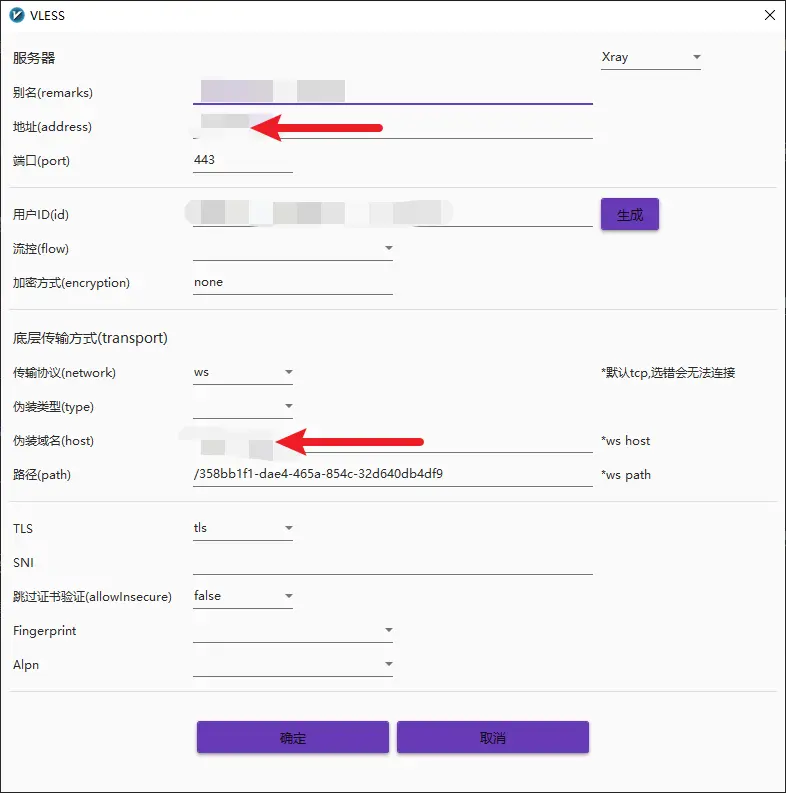 VLESS
服务器 Xray
别名(remarks)
地址(address)
端口(port) 443
用户ID(id) 生成
流控(flow)
加密方式(encryption) none
底层传输方式(transport)
传输协议(network) ws *默认tcp,选错会无法连接
伪装类型(type)
伪装域名(host) *ws host
路径(path) /358bb1f1-dae4-465a-854c-32d640db4df9 *ws path
TLS tls
SNI
跳过证书验证(allowInsecure) false
Fingerprint
Alpn
确定 取消